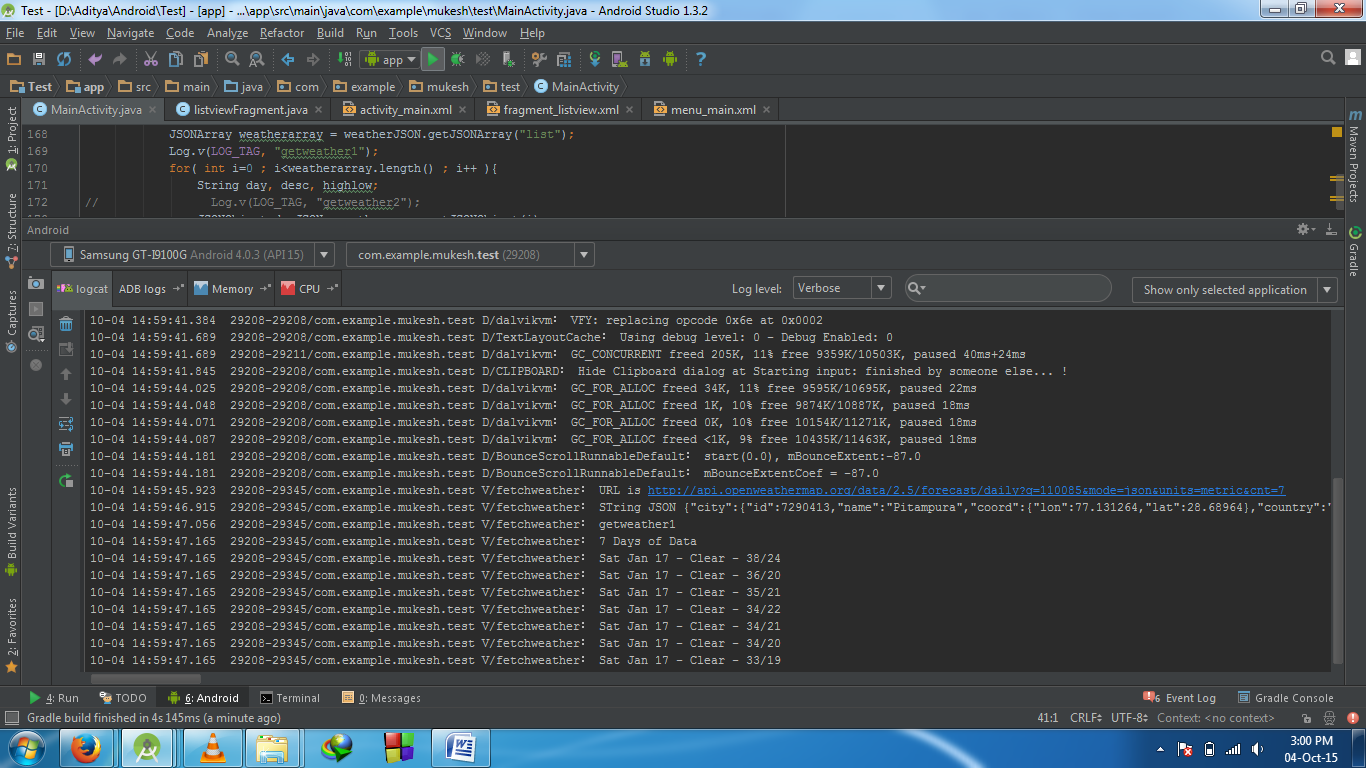 Test - [D:\Aditya\Android\Test] - [app] - ...\app\src\main\java\com\example\mukesh\test\MainActivity.java - Android Studio 1.3.2
File Edit View Navigate Code Analyze Refactor Build Run Tools VCS Window Help
app
Test app src main java com example mukesh test MainActivity
MainActivity.java listviewFragment.java activity_main.xml fragment_listview.xml menu_main.xml
1: Project
7: Structure
Captures
Build Variants
2: Favorites
Maven Projects
Gradle
168 JSONArray weatherarray = weatherJSON.getJSONArray("list");
169 Log.v(LOG_TAG, "getweather1");
170 for( int i=0 ; i<weatherarray.length() ; i++ ){
171 String day, desc, highlow;
172 // Log.v(LOG_TAG, "getweather2");
Android
Samsung GT-I9100G Android 4.0.3 (API 15) com.example.mukesh.test (29208)
logcat ADB logs Memory CPU Log level: Verbose Show only selected application
10-04 14:59:41.384 29208-29208/com.example.mukesh.test D/dalvikvm: VFY: replacing opcode 0x6e at 0x0002
10-04 14:59:41.689 29208-29208/com.example.mukesh.test D/TextLayoutCache: Using debug level: 0 - Debug Enabled: 0
10-04 14:59:41.689 29208-29211/com.example.mukesh.test D/dalvikvm: GC_CONCURRENT freed 205K, 11% free 9359K/10503K, paused 40ms+24ms
10-04 14:59:41.845 29208-29208/com.example.mukesh.test D/CLIPBOARD: Hide Clipboard dialog at Starting input: finished by someone else... !
10-04 14:59:44.025 29208-29208/com.example.mukesh.test D/dalvikvm: GC_FOR_ALLOC freed 34K, 11% free 9595K/10695K, paused 22ms
10-04 14:59:44.048 29208-29208/com.example.mukesh.test D/dalvikvm: GC_FOR_ALLOC freed 1K, 10% free 9874K/10887K, paused 18ms
10-04 14:59:44.071 29208-29208/com.example.mukesh.test D/dalvikvm: GC_FOR_ALLOC freed 0K, 10% free 10154K/11271K, paused 18ms
10-04 14:59:44.087 29208-29208/com.example.mukesh.test D/dalvikvm: GC_FOR_ALLOC freed <1K, 9% free 10435K/11463K, paused 18ms
10-04 14:59:44.181 29208-29208/com.example.mukesh.test D/BounceScrollRunnableDefault: start(0.0), mBounceExtent:-87.0
10-04 14:59:44.181 29208-29208/com.example.mukesh.test D/BounceScrollRunnableDefault: mBounceExtentCoef = -87.0
10-04 14:59:45.923 29208-29345/com.example.mukesh.test V/fetchweather: URL is http://api.openweathermap.org/data/2.5/forecast/daily?q=110085&mode=json&units=metric&cnt=7
10-04 14:59:46.915 29208-29345/com.example.mukesh.test V/fetchweather: STring JSON {"city":{"id":7290413,"name":"Pitampura","coord":{"lon":77.131264,"lat":28.68964},"country":"
10-04 14:59:47.056 29208-29345/com.example.mukesh.test V/fetchweather: getweather1
10-04 14:59:47.165 29208-29345/com.example.mukesh.test V/fetchweather: 7 Days of Data
10-04 14:59:47.165 29208-29345/com.example.mukesh.test V/fetchweather: Sat Jan 17 - Clear - 38/24
10-04 14:59:47.165 29208-29345/com.example.mukesh.test V/fetchweather: Sat Jan 17 - Clear - 36/20
10-04 14:59:47.165 29208-29345/com.example.mukesh.test V/fetchweather: Sat Jan 17 - Clear - 35/21
10-04 14:59:47.165 29208-29345/com.example.mukesh.test V/fetchweather: Sat Jan 17 - Clear - 34/22
10-04 14:59:47.165 29208-29345/com.example.mukesh.test V/fetchweather: Sat Jan 17 - Clear - 34/21
10-04 14:59:47.165 29208-29345/com.example.mukesh.test V/fetchweather: Sat Jan 17 - Clear - 34/20
10-04 14:59:47.165 29208-29345/com.example.mukesh.test V/fetchweather: Sat Jan 17 - Clear - 33/19
4: Run TODO 6: Android Terminal 0: Messages 6 Event Log Gradle Console
Gradle build finished in 4s 145ms (a minute ago) 41:1 CRLF UTF-8 Context: <no context>
3:00 PM
04-Oct-15